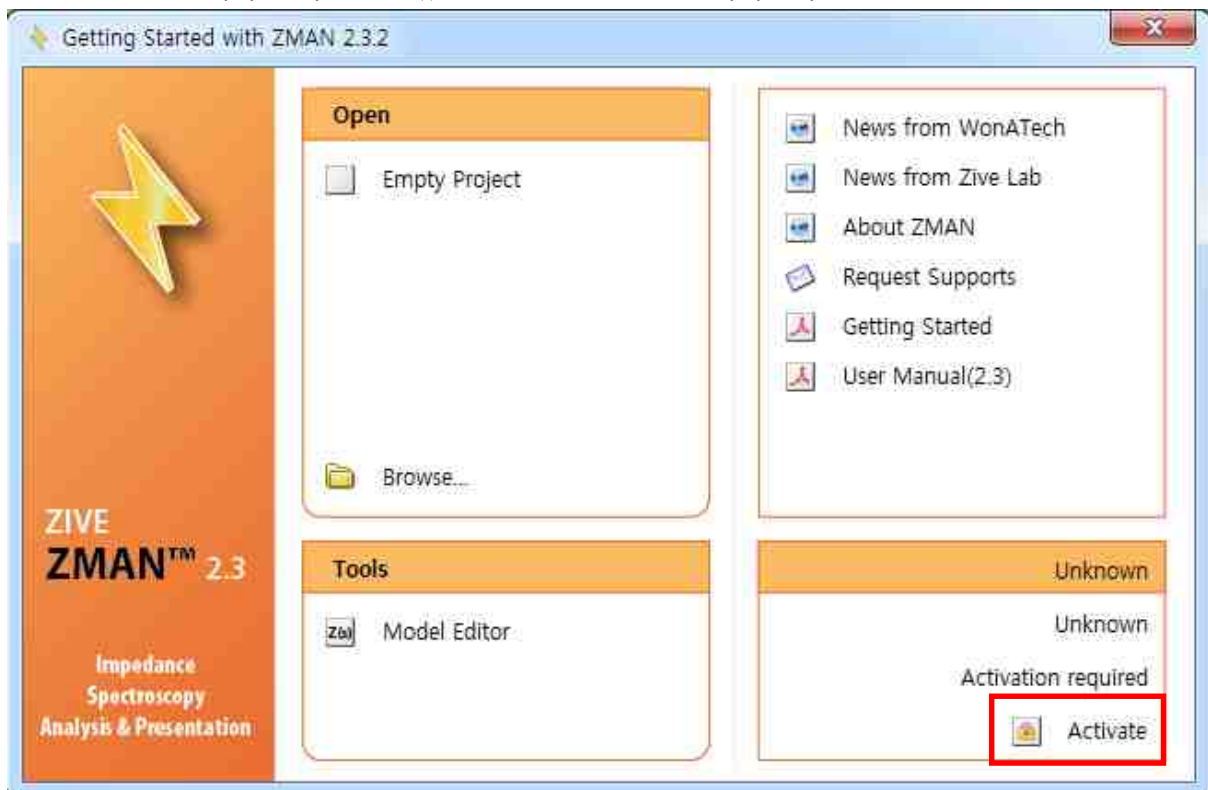 Getting Started with ZMAN 2.3.2
Open
Empty Project
Browse...
News from WonATech
News from Zive Lab
About ZMAN
Request Supports
Getting Started
User Manual(2.3)
ZIVE
ZMAN™ 2.3
Impedance
Spectroscopy
Analysis & Presentation
Tools
Z(s) Model Editor
Unknown
Unknown
Activation required
Activate